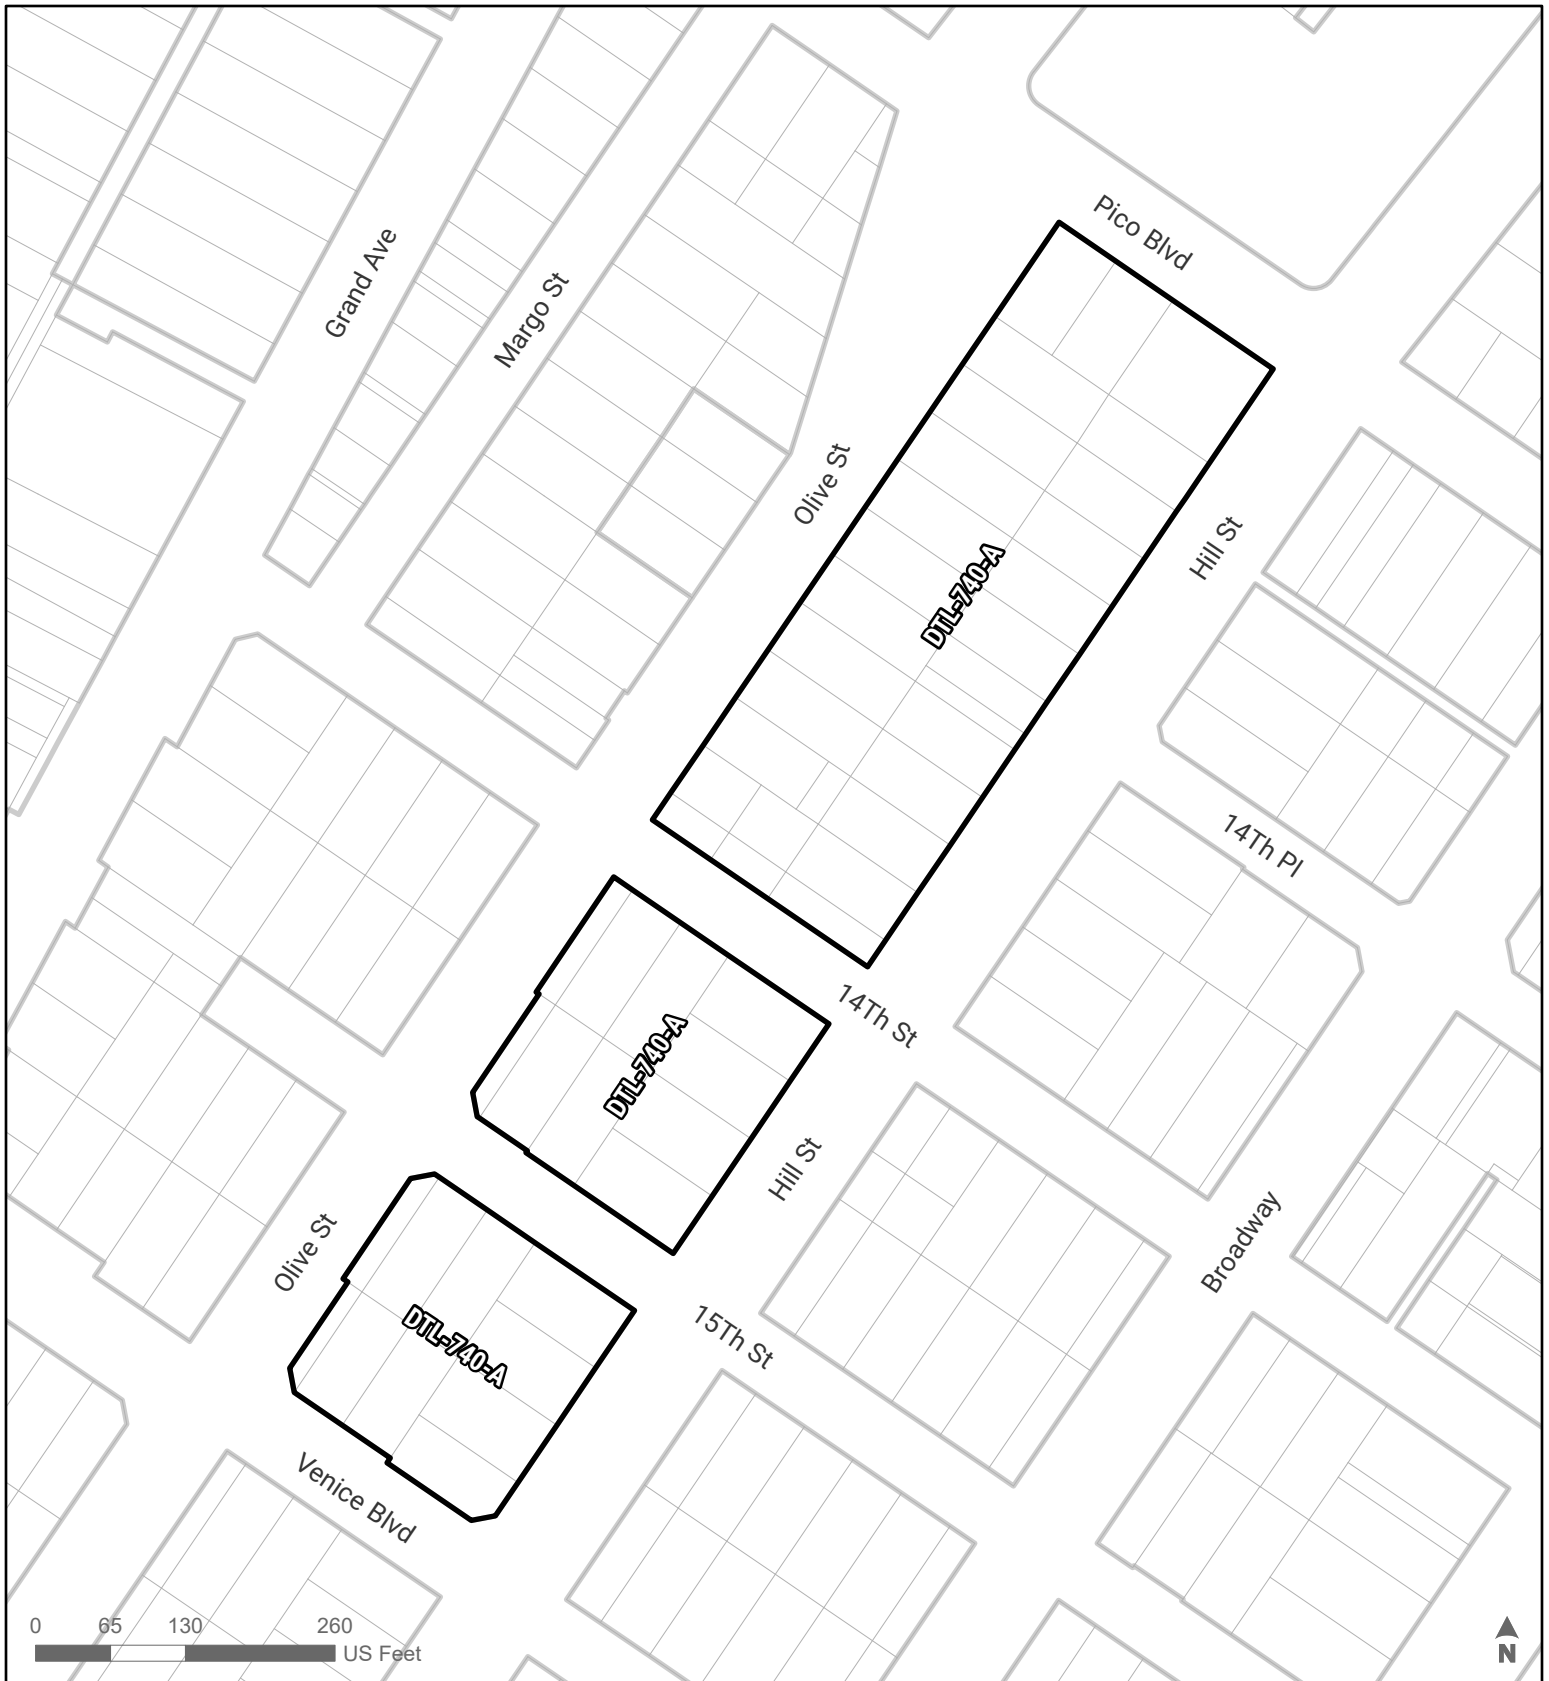 Pico Blvd
Grand Ave
Margo St
Olive St
Hill St
DTL-740-A
14Th Pl
14Th St
DTL-740-A
Hill St
Broadway
Olive St
15Th St
DTL-740-A
Venice Blvd
0 65 130 260
US Feet
N